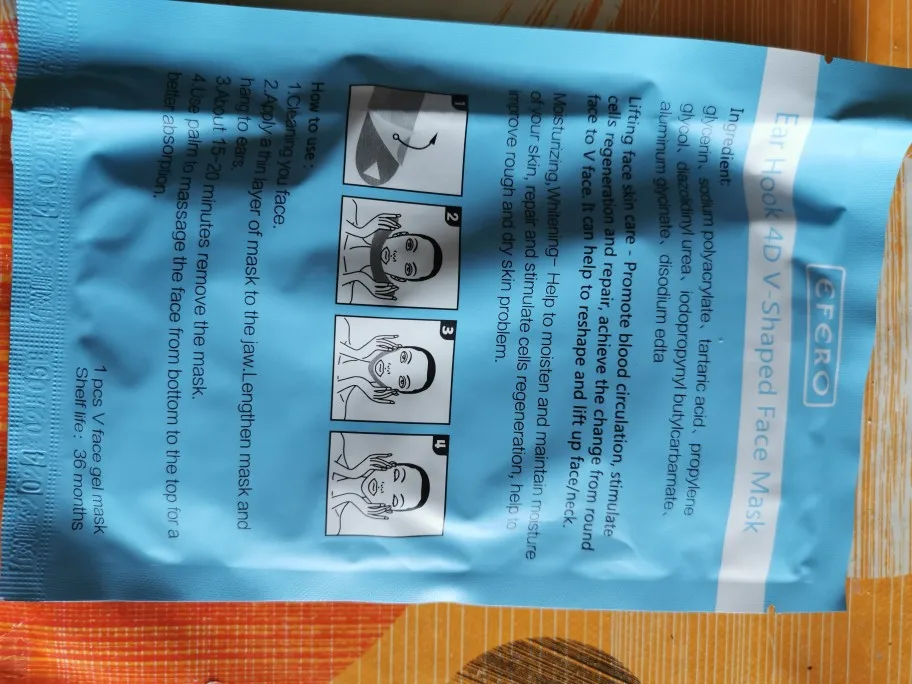 EFERO
Ear Hook 4D V-Shaped Face Mask
Ingredient:
glycerin、sodium polyacrylate、tartaric acid、propylene
glycol、diazolidinyl urea、iodopropynyl butylcarbamate、
aluminum glycinate、disodium edta
Lifting face skin care - Promote blood circulation, stimulate
cells regeneration and repair, achieve the change from round
face to V face. It can help to reshape and lift up face/neck.
Moisturizing,Whitening- Help to moisten and maintain moisture
of your skin, repair and stimulate cells regeneration, help to
improve rough and dry skin problem.
1
2
3
4
How to use :
1.Cleaning you face.
2.Apply a thin layer of mask to the jaw.Lengthen mask and
hang to ears.
3.About 15-20 minutes remove the mask.
4.Use palm to massage the face from bottom to the top for a
better absorption.
1 pcs V face gel mask
Shelf life : 36 months